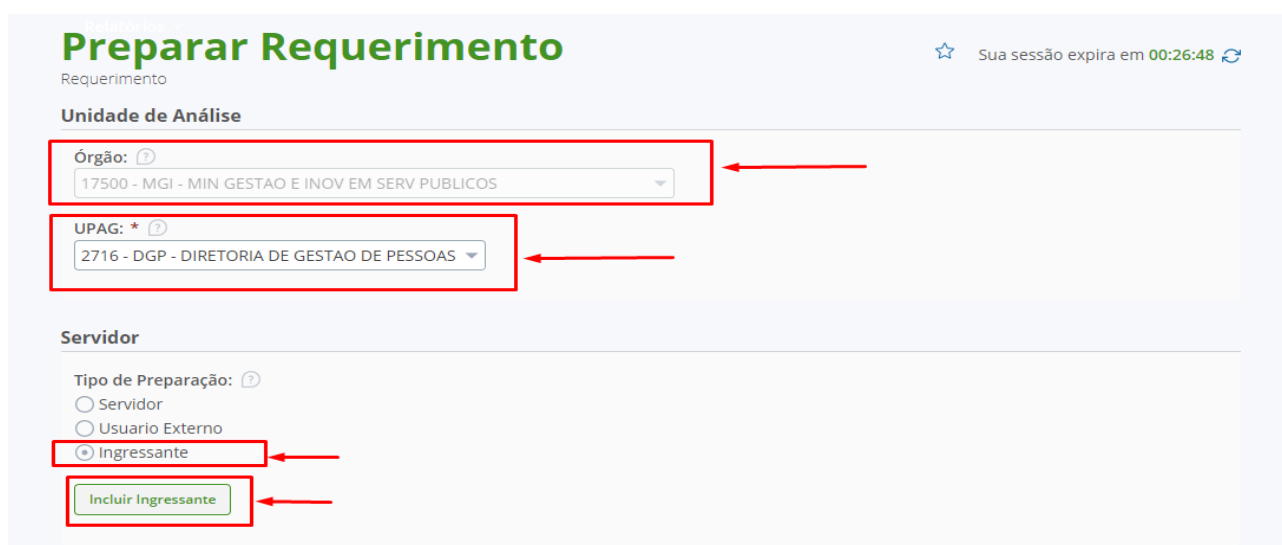 Relatórios
Preparar Requerimento
Sua sessão expira em 00:26:48
Requerimento
Unidade de Análise
Órgão: ?
17500 - MGI - MIN GESTAO E INOV EM SERV PUBLICOS
UPAG: * ?
2716 - DGP - DIRETORIA DE GESTAO DE PESSOAS
Servidor
Tipo de Preparação: ?
Servidor
Usuario Externo
Ingressante
Incluir Ingressante